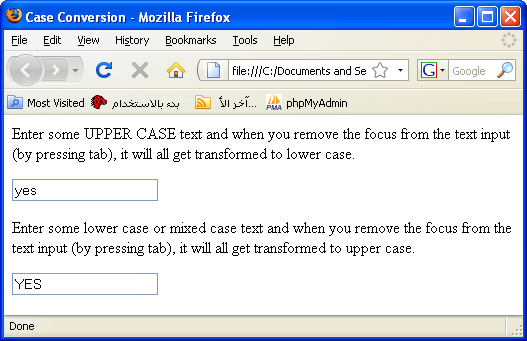 Case Conversion - Mozilla Firefox
File Edit View History Bookmarks Tools Help
file:///C:/Documents and Se Google
Most Visited بدء بالاستخدام آخر الأ... phpMyAdmin
Enter some UPPER CASE text and when you remove the focus from the text input
(by pressing tab), it will all get transformed to lower case.
yes
Enter some lower case or mixed case text and when you remove the focus from the
text input (by pressing tab), it will all get transformed to upper case.
YES
Done